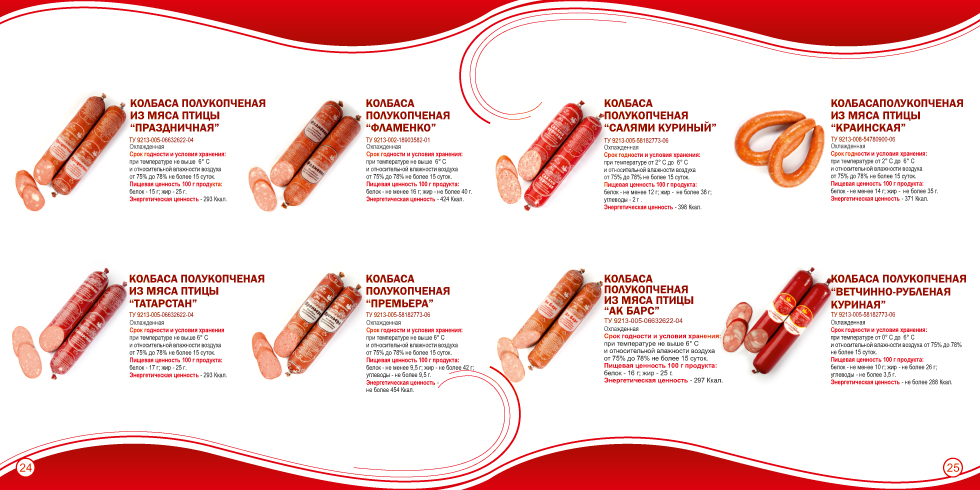 КОЛБАСА ПОЛУКОПЧЕНАЯ
ИЗ МЯСА ПТИЦЫ
“ПРАЗДНИЧНАЯ”
ТУ 9213-005-06632622-04
Охлажденная
Срок годности и условия хранения:
при температуре не выше 6° С
и относительной влажности воздуха
от 75% до 78% не более 15 суток.
Пищевая ценность 100 г продукта:
белок - 15 г; жир - 25 г.
Энергетическая ценность - 293 Ккал.
КОЛБАСА
ПОЛУКОПЧЕНАЯ
“ФЛАМЕНКО”
ТУ 9213-002-18903582-01
Охлажденная
Срок годности и условия хранения:
при температуре не выше 6° С
и относительной влажности воздуха
от 75% до 78% не более 15 суток.
Пищевая ценность 100 г продукта:
белок - не менее 16 г; жир - не более 40 г.
Энергетическая ценность - 424 Ккал.
КОЛБАСА
ПОЛУКОПЧЕНАЯ
“САЛЯМИ КУРИНЫЙ”
ТУ 9213-005-58182773-06
Охлажденная
Срок годности и условия хранения:
при температуре от 2° С до 6° С
и относительной влажности воздуха
от 75% до 78% не более 15 суток.
Пищевая ценность 100 г продукта:
белок - не менее 12 г; жир - не более 38 г;
углеводы - 2 г .
Энергетическая ценность - 398 Ккал.
КОЛБАСАПОЛУКОПЧЕНАЯ
ИЗ МЯСА ПТИЦЫ
“КРАИНСКАЯ”
ТУ 9213-006-54780900-06
Охлажденная
Срок годности и условия хранения:
при температуре от 2° С до 6° С
и относительной влажности воздуха
от 75% до 78% не более 15 суток.
Пищевая ценность 100 г продукта:
белок - не менее 14 г; жир - не более 35 г.
Энергетическая ценность - 371 Ккал.
КОЛБАСА ПОЛУКОПЧЕНАЯ
ИЗ МЯСА ПТИЦЫ
“ТАТАРСТАН”
ТУ 9213-005-06632622-04
Охлажденная
Срок годности и условия хранения
при температуре не выше 6° С
и относительной влажности воздуха
от 75% до 78% не более 15 суток.
Пищевая ценность 100 г продукта:
белок - 17 г; жир - 25 г.
Энергетическая ценность - 293 Ккал.
КОЛБАСА
ПОЛУКОПЧЕНАЯ
“ПРЕМЬЕРА”
ТУ 9213-005-58182773-06
Охлажденная
Срок годности и условия хранения:
при температуре не выше 6° С
и относительной влажности воздуха
от 75% до 78% не более 15 суток.
Пищевая ценность 100 г продукта:
белок - не менее 9,5 г; жир - не более 42 г;
углеводы - не более 9,5 г.
Энергетическая ценность -
не более 454 Ккал.
КОЛБАСА
ПОЛУКОПЧЕНАЯ
ИЗ МЯСА ПТИЦЫ
“АК БАРС”
ТУ 9213-005-06632622-04
Охлажденная
Срок годности и условия хранения:
при температуре не выше 6° С
и относительной влажности воздуха
от 75% до 78% не более 15 суток.
Пищевая ценность 100 г продукта:
белок - 16 г; жир - 25 г.
Энергетическая ценность - 297 Ккал.
КОЛБАСА ПОЛУКОПЧЕНАЯ
“ВЕТЧИННО-РУБЛЕНАЯ
КУРИНАЯ”
ТУ 9213-005-58182773-06
Охлажденная
Срок годности и условия хранения:
при температуре от 0° С до 6° С
и относительной влажности воздуха от 75% до 78%
не более 15 суток.
Пищевая ценность 100 г продукта:
белок - не менее 10 г; жир - не более 26 г;
углеводы - не более 3,5 г.
Энергетическая ценность - не более 288 Ккал.
24
25